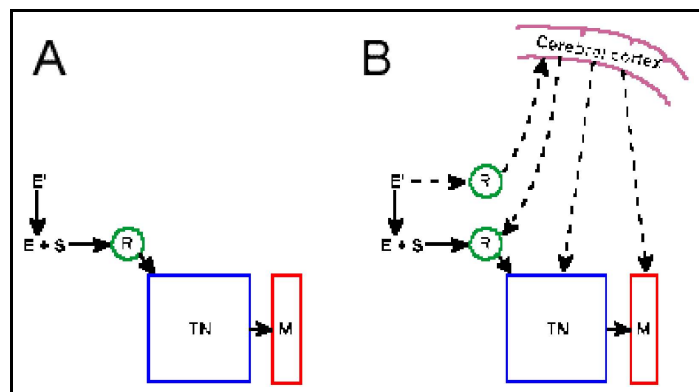 A
B
Cerebral cortex
E'
E' R
E + S R
E + S R
TN M
TN M